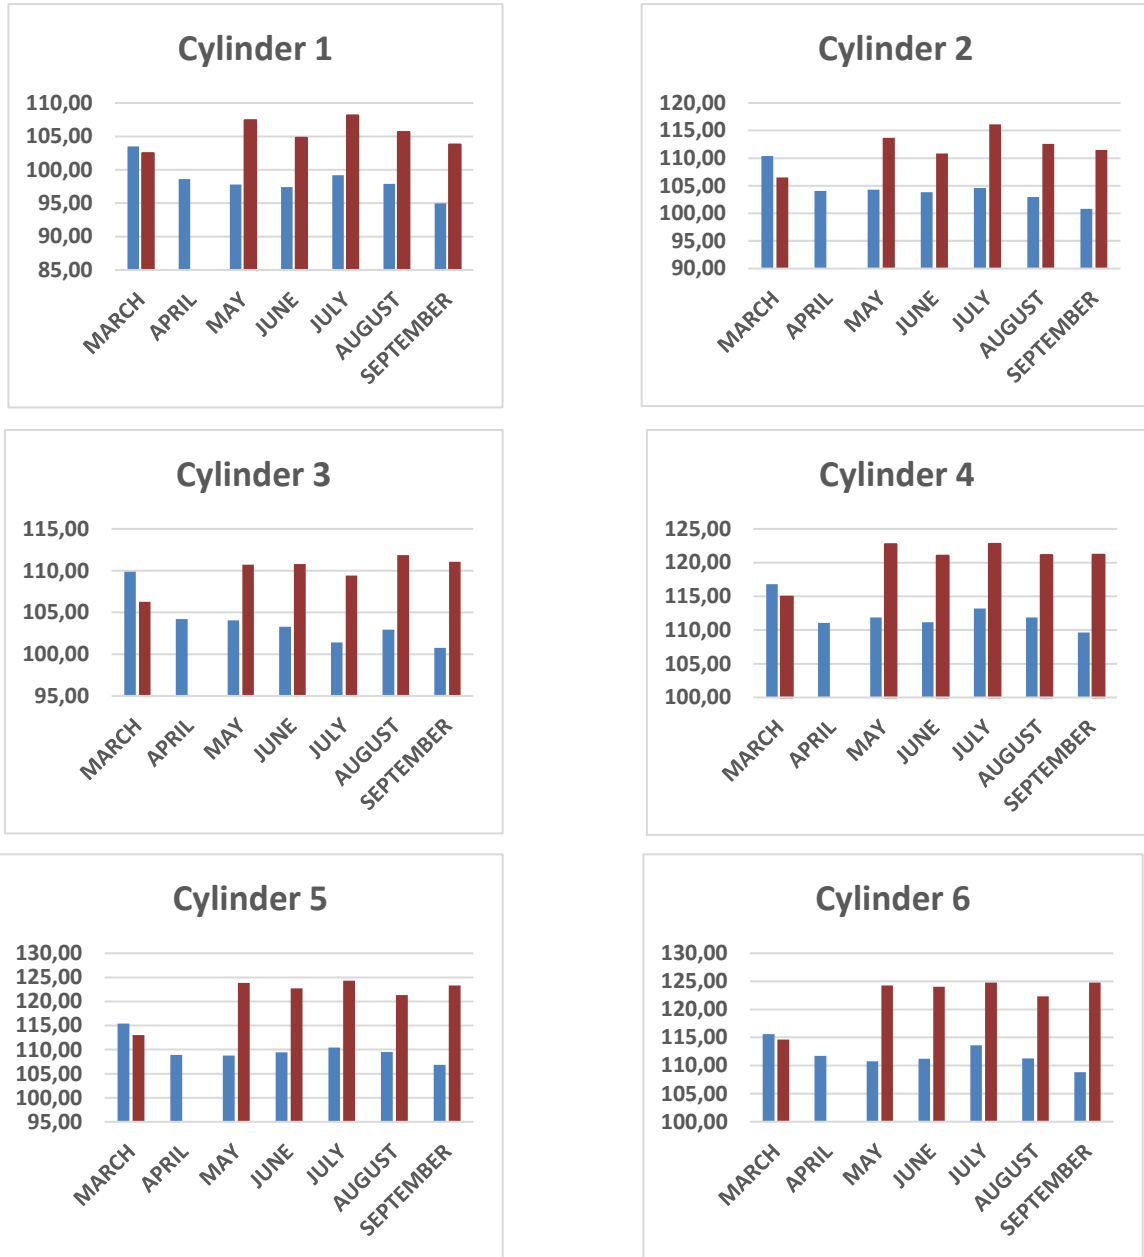 Cylinder 1
110,00
105,00
100,00
95,00
90,00
85,00
MARCH
APRIL
MAY
JUNE
JULY
AUGUST
SEPTEMBER
Cylinder 2
120,00
115,00
110,00
105,00
100,00
95,00
90,00
MARCH
APRIL
MAY
JUNE
JULY
AUGUST
SEPTEMBER
Cylinder 3
115,00
110,00
105,00
100,00
95,00
MARCH
APRIL
MAY
JUNE
JULY
AUGUST
SEPTEMBER
Cylinder 4
125,00
120,00
115,00
110,00
105,00
100,00
MARCH
APRIL
MAY
JUNE
JULY
AUGUST
SEPTEMBER
Cylinder 5
130,00
125,00
120,00
115,00
110,00
105,00
100,00
95,00
MARCH
APRIL
MAY
JUNE
JULY
AUGUST
SEPTEMBER
Cylinder 6
130,00
125,00
120,00
115,00
110,00
105,00
100,00
MARCH
APRIL
MAY
JUNE
JULY
AUGUST
SEPTEMBER